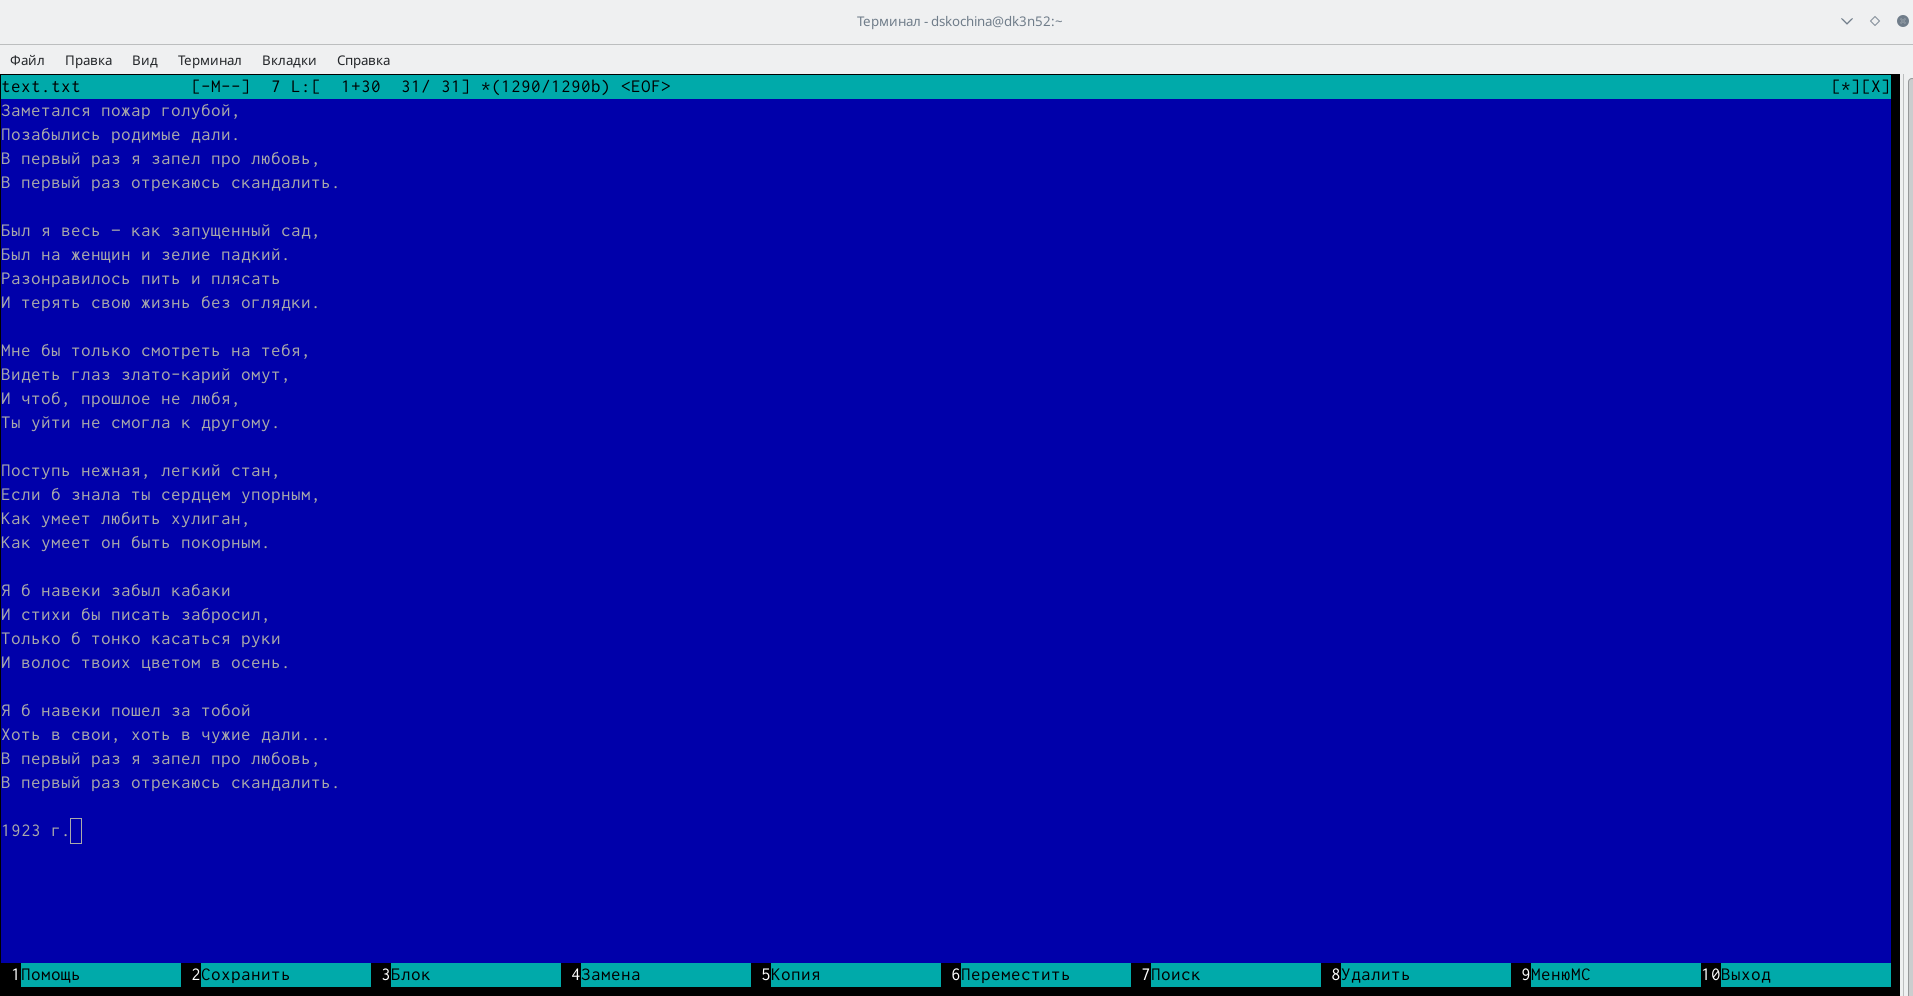 Терминал - dskochina@dk3n52:~
Файл Правка Вид Терминал Вкладки Справка
text.txt [-M--] 7 L:[ 1+30 31/ 31] *(1290/1290b) <EOF> [*][X]
Заметался пожар голубой,
Позабылись родимые дали.
В первый раз я запел про любовь,
В первый раз отрекаюсь скандалить.

Был я весь – как запущенный сад,
Был на женщин и зелие падкий.
Разонравилось пить и плясать
И терять свою жизнь без оглядки.

Мне бы только смотреть на тебя,
Видеть глаз злато-карий омут,
И чтоб, прошлое не любя,
Ты уйти не смогла к другому.

Поступь нежная, легкий стан,
Если б знала ты сердцем упорным,
Как умеет любить хулиган,
Как умеет он быть покорным.

Я б навеки забыл кабаки
И стихи бы писать забросил,
Только б тонко касаться руки
И волос твоих цветом в осень.

Я б навеки пошел за тобой
Хоть в свои, хоть в чужие дали...
В первый раз я запел про любовь,
В первый раз отрекаюсь скандалить.

1923 г.
1Помощь 2Сохранить 3Блок 4Замена 5Копия 6Переместить 7Поиск 8Удалить 9МенюМС 10Выход